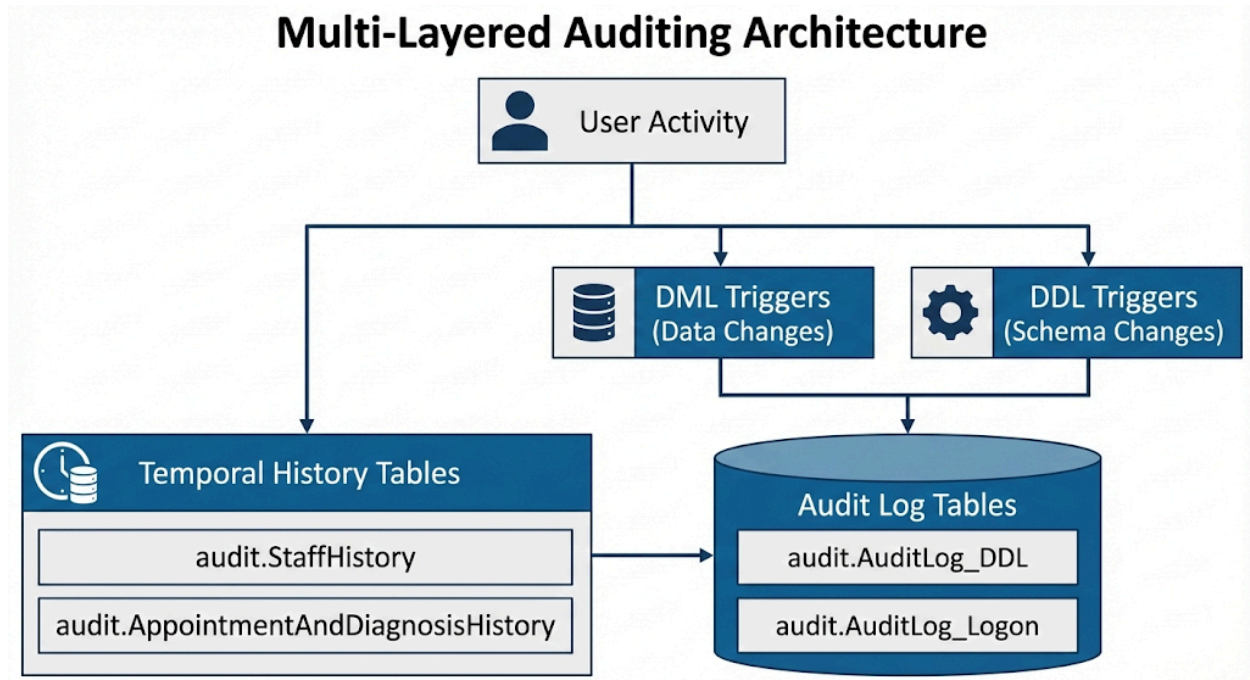 Multi-Layered Auditing Architecture
User Activity
DML Triggers
(Data Changes)
DDL Triggers
(Schema Changes)
Temporal History Tables
audit.StaffHistory
audit.AppointmentAndDiagnosisHistory
Audit Log Tables
audit.AuditLog_DDL
audit.AuditLog_Logon